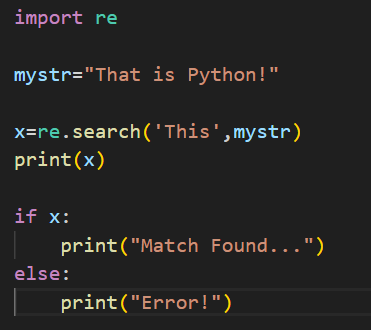 import re
mystr="That is Python!"
x=re.search('This',mystr)
print(x)
if x:
    print("Match Found...")
else:
    print("Error!")